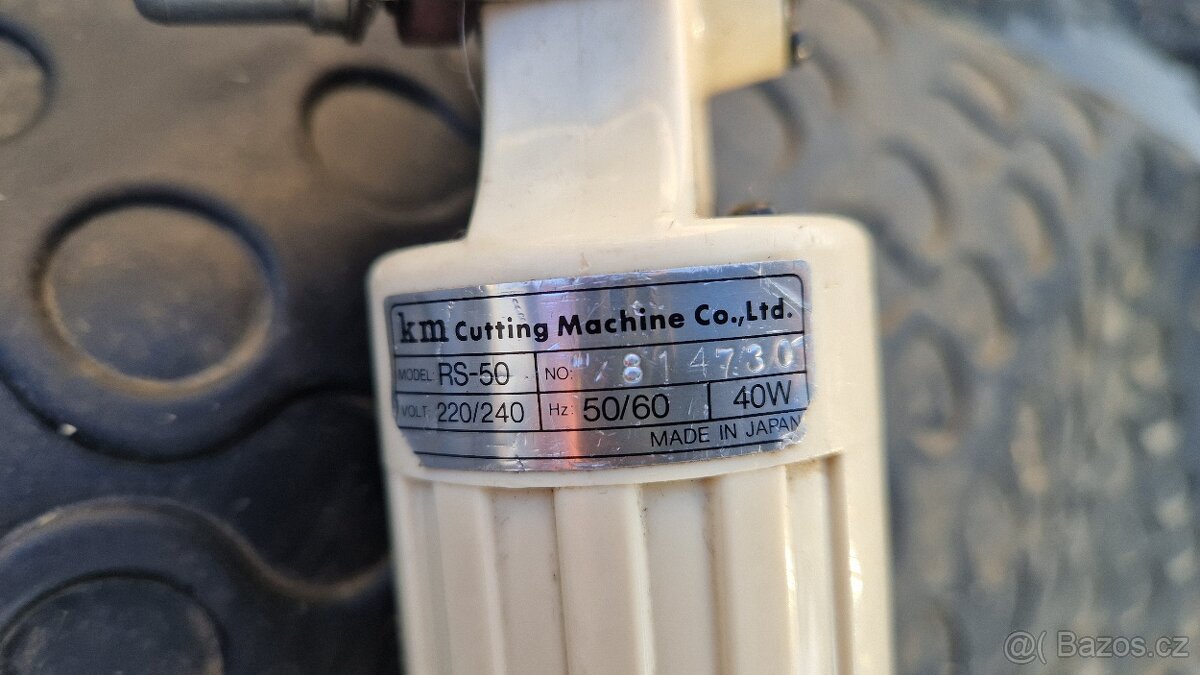 km Cutting Machine Co.,Ltd.
MODEL RS-50 NO: 814730
VOLT 220/240 Hz: 50/60 40W
MADE IN JAPAN
@( Bazos.cz